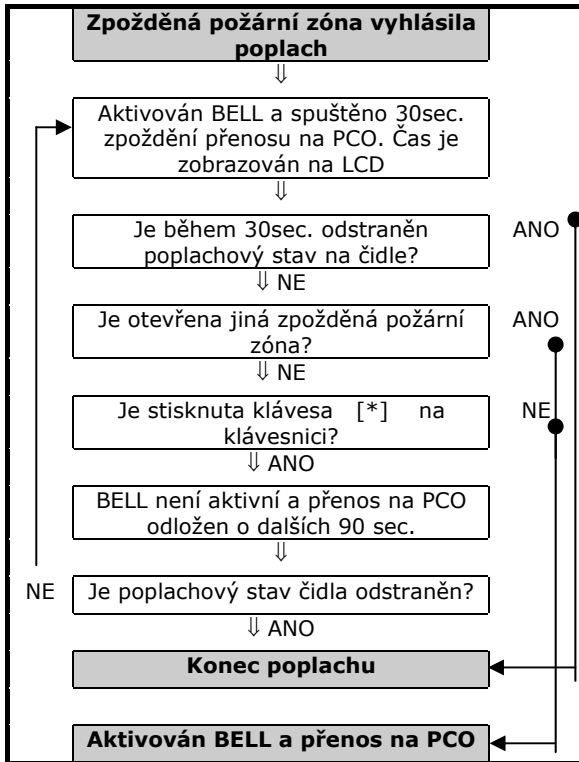 Zpožděná požární zóna vyhlásila
poplach
⇓
Aktivován BELL a spuštěno 30sec.
zpoždění přenosu na PCO. Čas je
zobrazován na LCD
⇓
Je během 30sec. odstraněn
poplachový stav na čidle?
ANO
⇓ NE
Je otevřena jiná zpožděná požární
zóna?
ANO
⇓ NE
Je stisknuta klávesa [*] na
klávesnici?
NE
⇓ ANO
BELL není aktivní a přenos na PCO
odložen o dalších 90 sec.
⇓
NE
Je poplachový stav čidla odstraněn?
⇓ ANO
Konec poplachu
Aktivován BELL a přenos na PCO